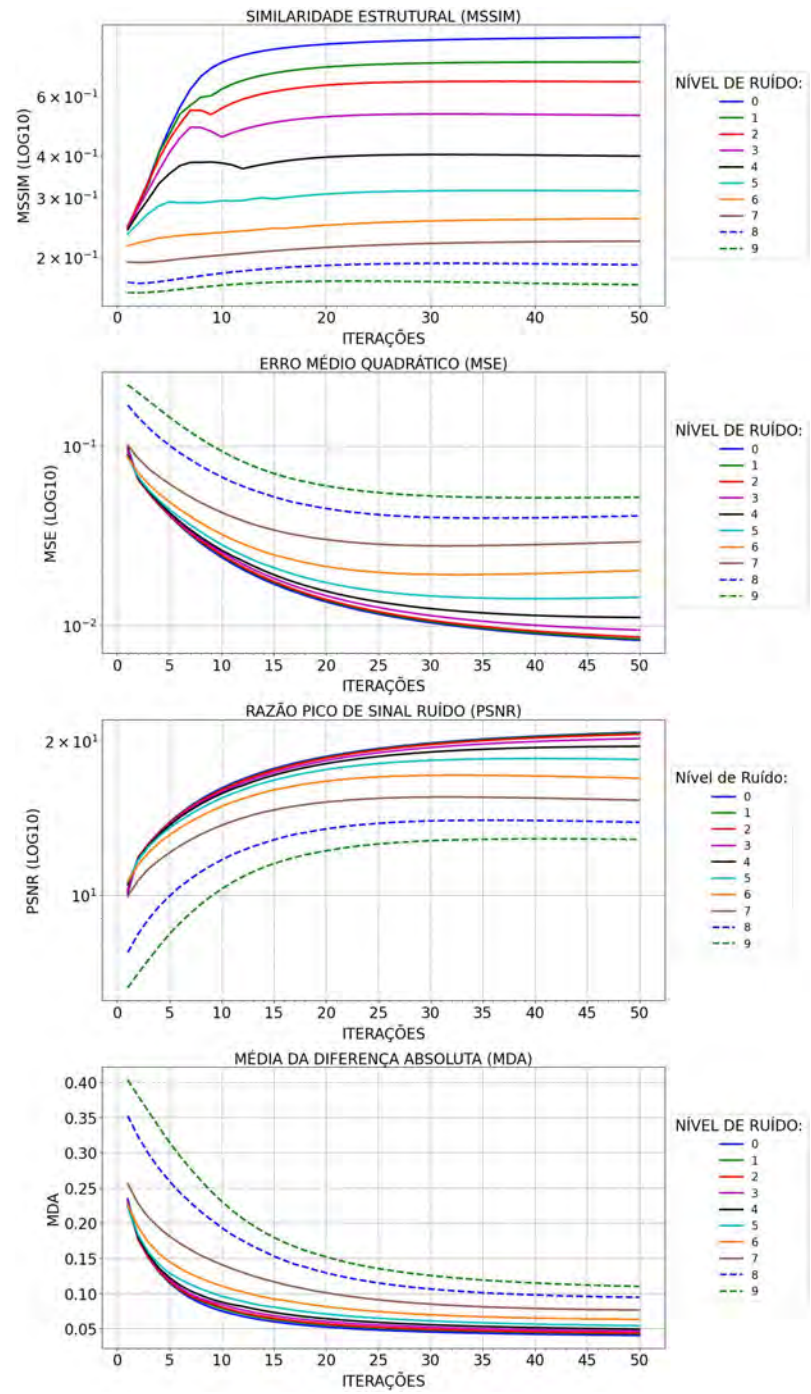 SIMILARIDADE ESTRUTURAL (MSSIM)
MSSIM (LOG10)
6 × 10⁻¹
4 × 10⁻¹
3 × 10⁻¹
2 × 10⁻¹
0 5 10 15 20 25 30 35 40 45 50
ITERAÇÕES
NÍVEL DE RUÍDO:
0
1
2
3
4
5
6
7
8
9
ERRO MÉDIO QUADRÁTICO (MSE)
MSE (LOG10)
10⁻¹
10⁻²
0 5 10 15 20 25 30 35 40 45 50
ITERAÇÕES
NÍVEL DE RUÍDO:
0
1
2
3
4
5
6
7
8
9
RAZÃO PICO DE SINAL RUÍDO (PSNR)
PSNR (LOG10)
2 × 10¹
10¹
0 5 10 15 20 25 30 35 40 45 50
ITERAÇÕES
Nível de Ruído:
0
1
2
3
4
5
6
7
8
9
MÉDIA DA DIFERENÇA ABSOLUTA (MDA)
MDA
0.40
0.35
0.30
0.25
0.20
0.15
0.10
0.05
0 5 10 15 20 25 30 35 40 45 50
ITERAÇÕES
NÍVEL DE RUÍDO:
0
1
2
3
4
5
6
7
8
9